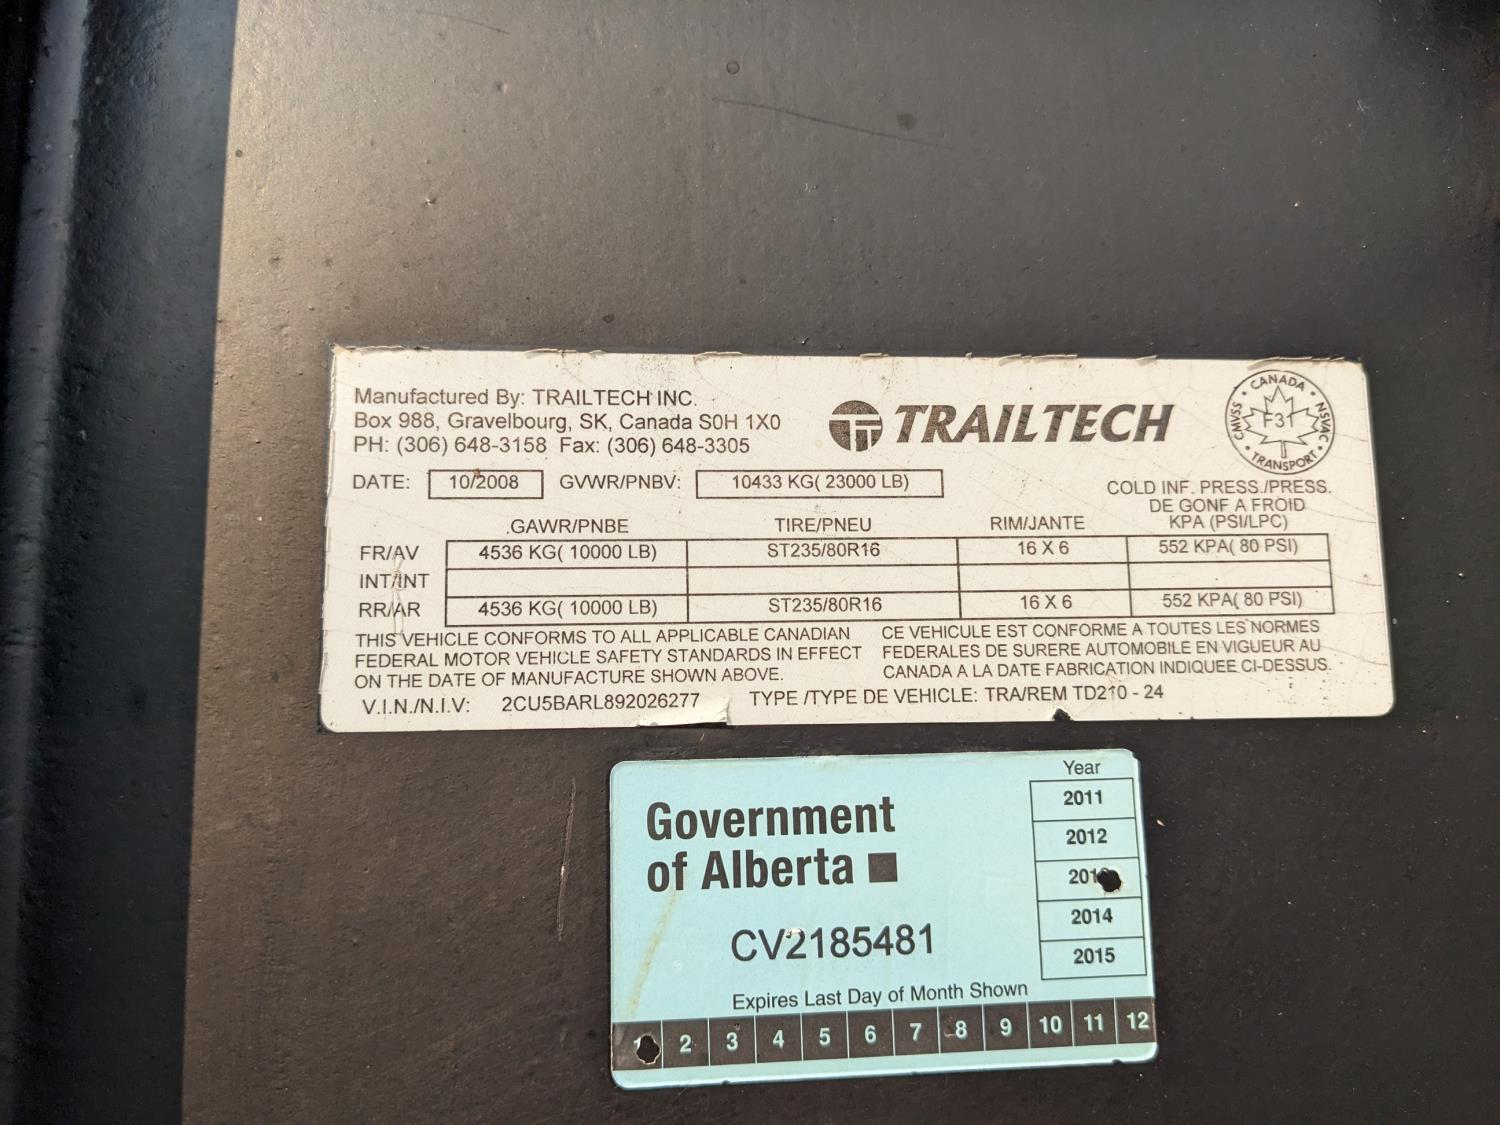 Manufactured By: TRAILTECH INC.
Box 988, Gravelbourg, SK, Canada S0H 1X0
PH: (306) 648-3158 Fax: (306) 648-3305
TRAILTECH
CANADA
CMVSS
F31
NSVAC
TRANSPORT
DATE: 10/2008 GVWR/PNBV: 10433 KG( 23000 LB)
COLD INF. PRESS./PRESS.
DE GONF A FROID
KPA (PSI/LPC)
.GAWR/PNBE TIRE/PNEU RIM/JANTE
FR/AV 4536 KG( 10000 LB) ST235/80R16 16 X 6 552 KPA( 80 PSI)
INT/INT
RR/AR 4536 KG( 10000 LB) ST235/80R16 16 X 6 552 KPA( 80 PSI)
THIS VEHICLE CONFORMS TO ALL APPLICABLE CANADIAN
FEDERAL MOTOR VEHICLE SAFETY STANDARDS IN EFFECT
ON THE DATE OF MANUFACTURE SHOWN ABOVE.
CE VEHICULE EST CONFORME A TOUTES LES NORMES
FEDERALES DE SURERE AUTOMOBILE EN VIGUEUR AU
CANADA A LA DATE FABRICATION INDIQUEE CI-DESSUS.
V.I.N./N.I.V: 2CU5BARL892026277 TYPE /TYPE DE VEHICLE: TRA/REM TD210 - 24
Government
of Alberta
CV2185481
Year
2011
2012
2014
2015
Expires Last Day of Month Shown
2 3 4 5 6 7 8 9 10 11 12